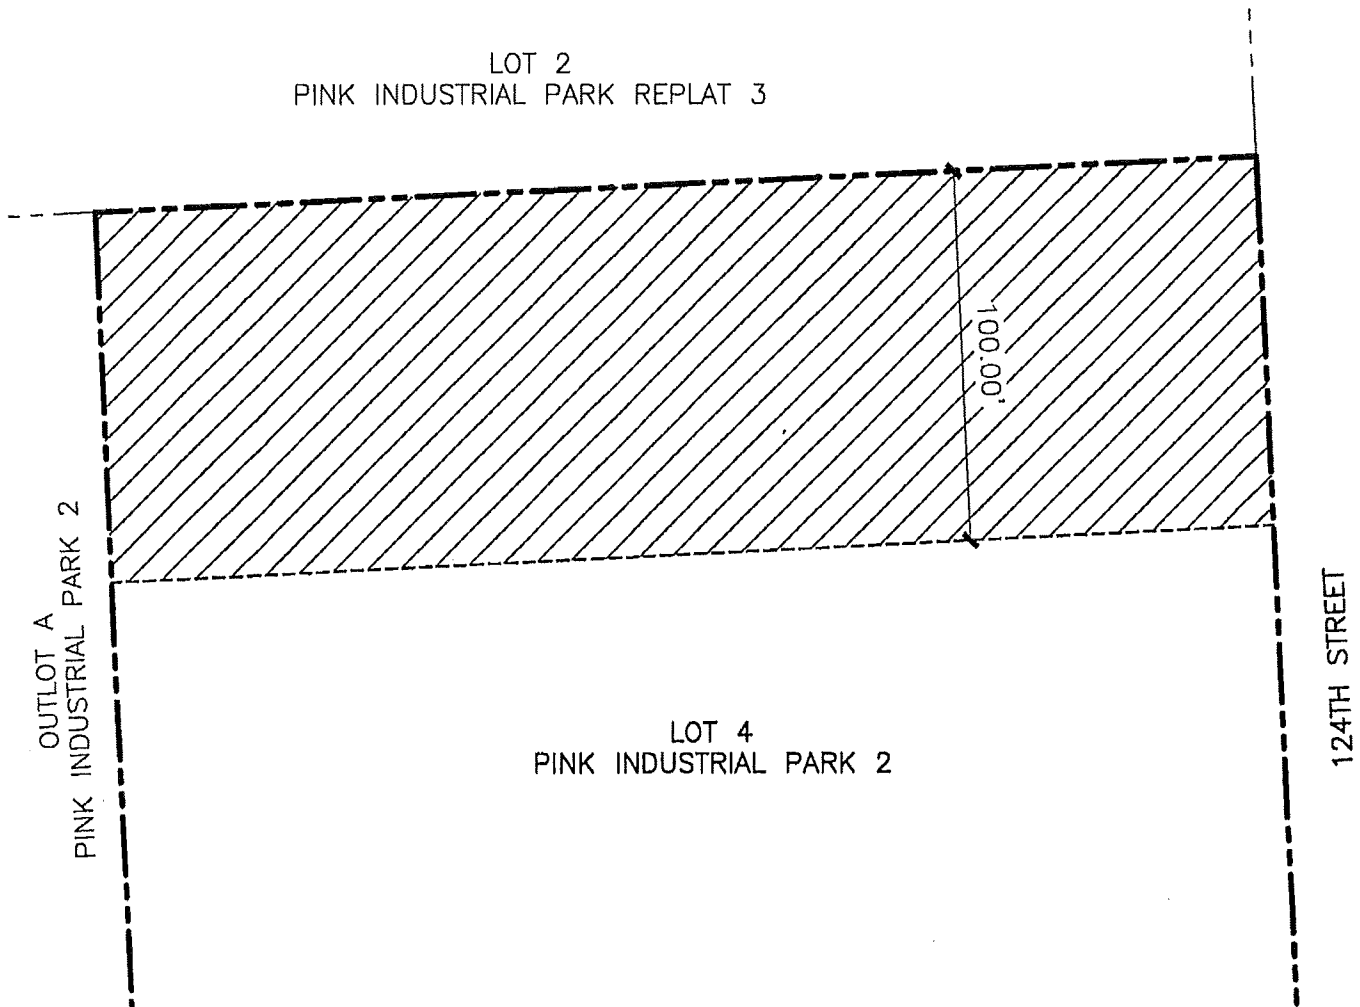 LOT 2
PINK INDUSTRIAL PARK REPLAT 3
100.00'
OUTLOT A
PINK INDUSTRIAL PARK 2
LOT 4
PINK INDUSTRIAL PARK 2
124TH STREET